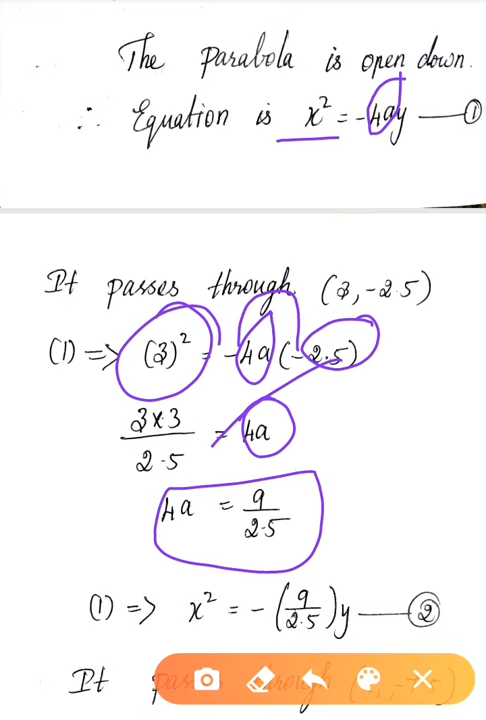 The parabola is open down.
∴ Equation is x² = -4ay — ①
It passes through (3, -2.5)
(1) => (3)² = -4a (-2.5)
3×3 / 2.5 = 4a
4a = 9 / 2.5
(1) => x² = - (9 / 2.5) y — ②
It